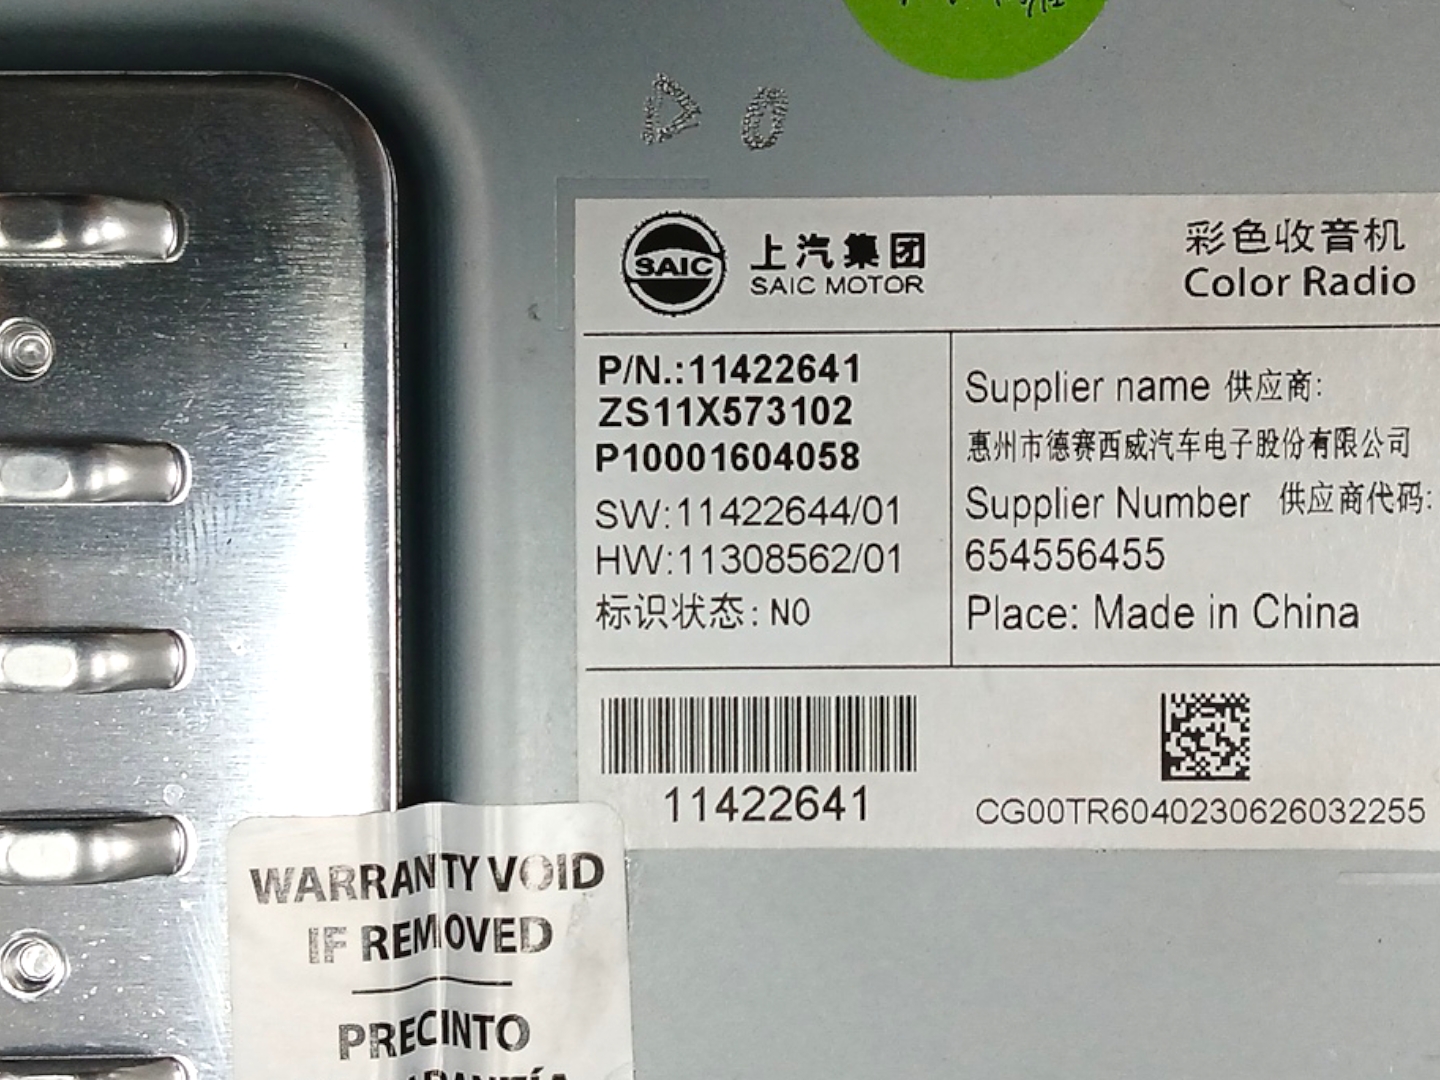 D 0
SAIC
上汽集团
SAIC MOTOR
彩色收音机
Color Radio
P/N.:11422641
ZS11X573102
P10001604058
SW:11422644/01
HW:11308562/01
标识状态: N0
Supplier name 供应商:
惠州市德赛西威汽车电子股份有限公司
Supplier Number 供应商代码:
654556455
Place: Made in China
11422641
CG00TR6040230626032255
WARRANTY VOID
IF REMOVED
PRECINTO